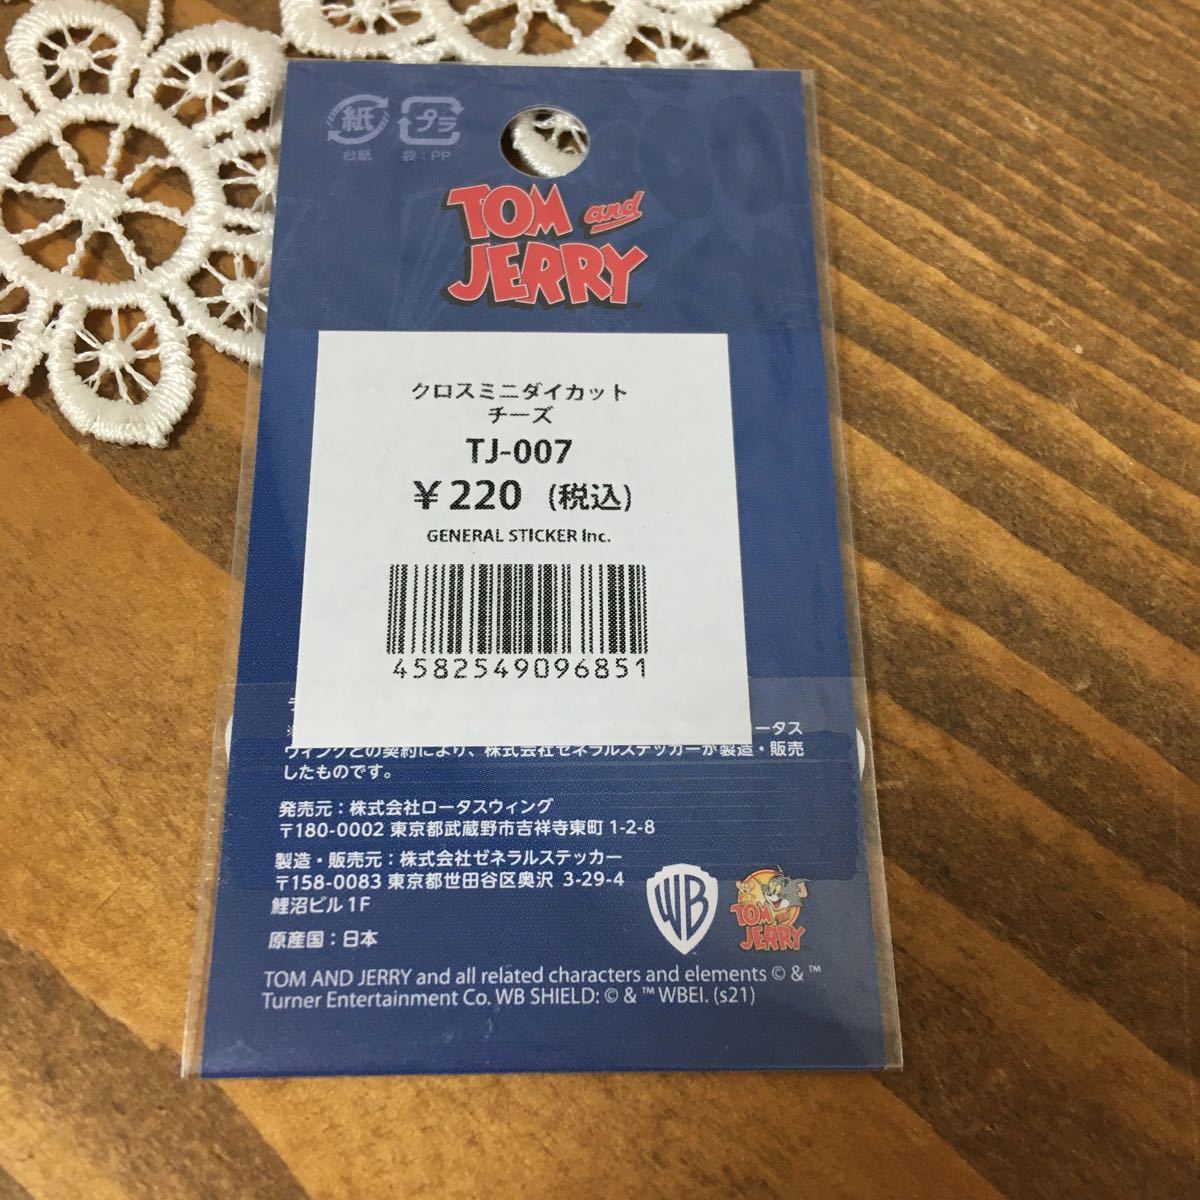 紙 プラ
台紙 袋:PP
TOM and
JERRY™
クロスミニダイカット
チーズ
TJ-007
¥220 (税込)
GENERAL STICKER Inc.
4582549096851
ータス
ウィングとの契約により、株式会社ゼネラルステッカーが製造・販売
したものです。
発売元:株式会社ロータスウィング
〒180-0002 東京都武蔵野市吉祥寺東町 1-2-8
製造・販売元:株式会社ゼネラルステッカー
〒158-0083 東京都世田谷区奥沢 3-29-4
鯉沼ビル1F
原産国:日本
WB
TOM and
JERRY
TOM AND JERRY and all related characters and elements © & ™
Turner Entertainment Co. WB SHIELD: © & ™ WBEI. (s21)